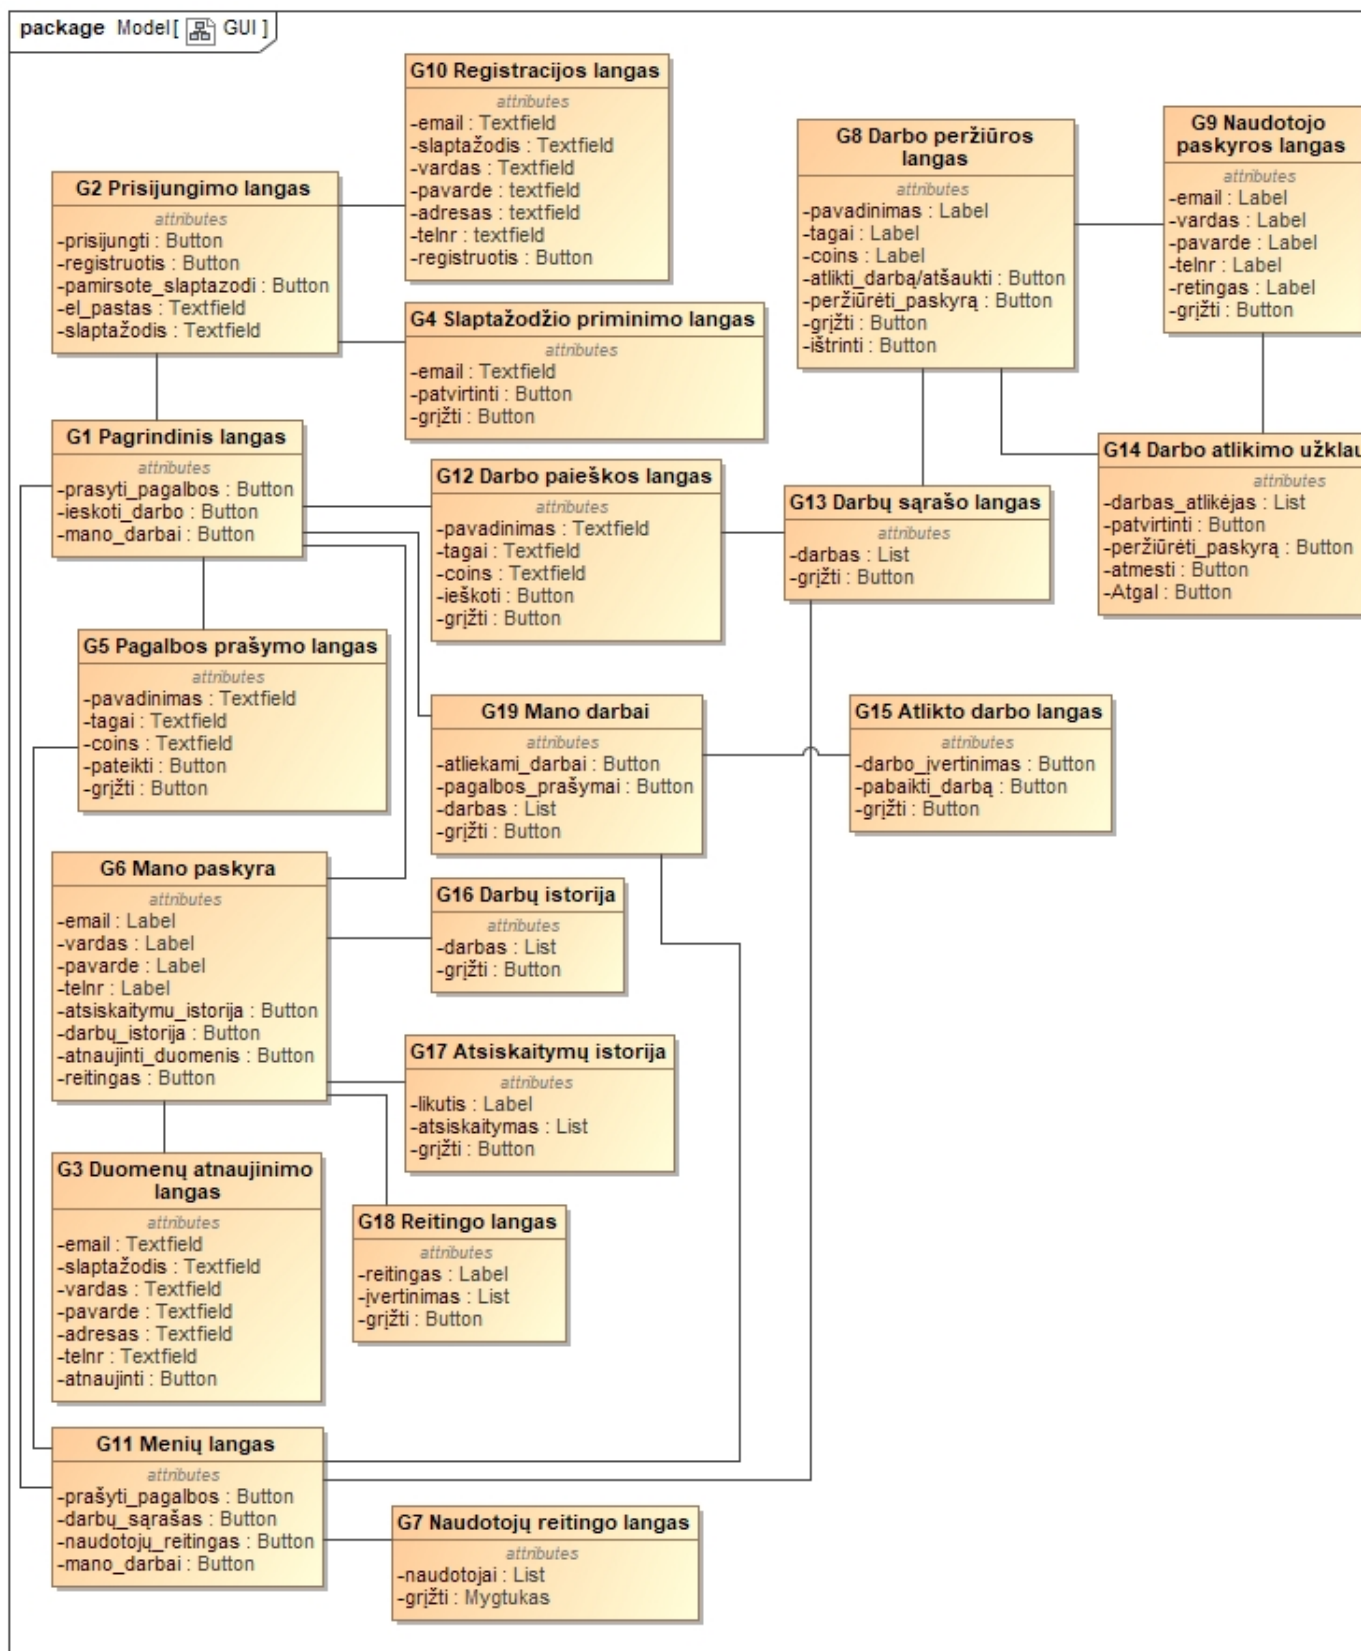 package Model [ GUI ]
G10 Registracijos langas
attributes
-email : Textfield
-slaptažodis : Textfield
-vardas : Textfield
-pavarde : textfield
-adresas : textfield
-telnr : textfield
-registruotis : Button
G2 Prisijungimo langas
attributes
-prisijungti : Button
-registruotis : Button
-pamirsote_slaptazodi : Button
-el_pastas : Textfield
-slaptažodis : Textfield
G8 Darbo peržiūros
langas
attributes
-pavadinimas : Label
-tagai : Label
-coins : Label
-atlikti_darbą/atšaukti : Button
-peržiūrėti_paskyrą : Button
-grįžti : Button
-ištrinti : Button
G9 Naudotojo
paskyros langas
attributes
-email : Label
-vardas : Label
-pavarde : Label
-telnr : Label
-retingas : Label
-grįžti : Button
G4 Slaptažodžio priminimo langas
attributes
-email : Textfield
-patvirtinti : Button
-grįžti : Button
G1 Pagrindinis langas
attributes
-prasyti_pagalbos : Button
-ieskoti_darbo : Button
-mano_darbai : Button
G12 Darbo paieškos langas
attributes
-pavadinimas : Textfield
-tagai : Textfield
-coins : Textfield
-ieškoti : Button
-grįžti : Button
G13 Darbų sąrašo langas
attributes
-darbas : List
-grįžti : Button
G14 Darbo atlikimo užklau
attributes
-darbas_atlikėjas : List
-patvirtinti : Button
-peržiūrėti_paskyrą : Button
-atmesti : Button
-Atgal : Button
G5 Pagalbos prašymo langas
attributes
-pavadinimas : Textfield
-tagai : Textfield
-coins : Textfield
-pateikti : Button
-grįžti : Button
G19 Mano darbai
attributes
-atliekami_darbai : Button
-pagalbos_prašymai : Button
-darbas : List
-grįžti : Button
G15 Atlikto darbo langas
attributes
-darbo_įvertinimas : Button
-pabaikti_darbą : Button
-grįžti : Button
G6 Mano paskyra
attributes
-email : Label
-vardas : Label
-pavarde : Label
-telnr : Label
-atsiskaitymu_istorija : Button
-darbų_istorija : Button
-atnaujinti_duomenis : Button
-reitingas : Button
G16 Darbų istorija
attributes
-darbas : List
-grįžti : Button
G17 Atsiskaitymų istorija
attributes
-likutis : Label
-atsiskaitymas : List
-grįžti : Button
G3 Duomenų atnaujinimo
langas
attributes
-email : Textfield
-slaptažodis : Textfield
-vardas : Textfield
-pavarde : Textfield
-adresas : Textfield
-telnr : Textfield
-atnaujinti : Button
G18 Reitingo langas
attributes
-reitingas : Label
-įvertinimas : List
-grįžti : Button
G11 Menių langas
attributes
-prašyti_pagalbos : Button
-darbų_sąrašas : Button
-naudotojų_reitingas : Button
-mano_darbai : Button
G7 Naudotojų reitingo langas
attributes
-naudotojai : List
-grįžti : Mygtukas